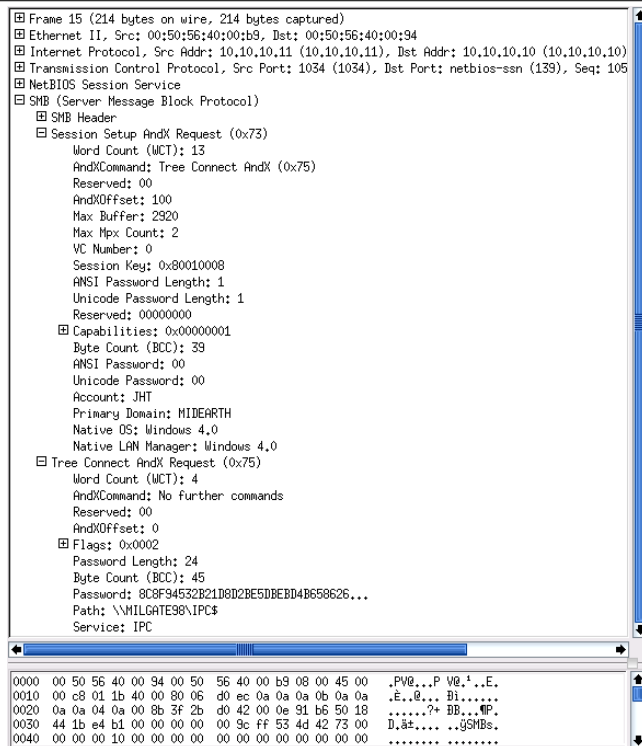 Frame 15 (214 bytes on wire, 214 bytes captured)
Ethernet II, Src: 00:50:56:40:00:b9, Dst: 00:50:56:40:00:94
Internet Protocol, Src Addr: 10.10.10.11 (10.10.10.11), Dst Addr: 10.10.10.10 (10.10.10.10)
Transmission Control Protocol, Src Port: 1034 (1034), Dst Port: netbios-ssn (139), Seq: 105
NetBIOS Session Service
SMB (Server Message Block Protocol)
SMB Header
Session Setup AndX Request (0x73)
Word Count (WCT): 13
AndXCommand: Tree Connect AndX (0x75)
Reserved: 00
AndXOffset: 100
Max Buffer: 2920
Max Mpx Count: 2
VC Number: 0
Session Key: 0x80010008
ANSI Password Length: 1
Unicode Password Length: 1
Reserved: 00000000
Capabilities: 0x00000001
Byte Count (BCC): 39
ANSI Password: 00
Unicode Password: 00
Account: JHT
Primary Domain: MIDEARTH
Native OS: Windows 4.0
Native LAN Manager: Windows 4.0
Tree Connect AndX Request (0x75)
Word Count (WCT): 4
AndXCommand: No further commands
Reserved: 00
AndXOffset: 0
Flags: 0x0002
Password Length: 24
Byte Count (BCC): 45
Password: 8C8F94532B21D8D2BE5DBEBD4B658626...
Path: \\MILGATE98\IPC$
Service: IPC
0000 00 50 56 40 00 94 00 50 56 40 00 b9 08 00 45 00 .PV@...P V@.¹..E.
0010 00 c8 01 1b 40 00 80 06 d0 ec 0a 0a 0a 0b 0a 0a .È..@... Ðì......
0020 0a 0a 04 0a 00 8b 3f 2b d0 42 00 0e 91 b6 50 18 ......?+ ÐB...¶P.
0030 44 1b e4 b1 00 00 00 00 00 9c ff 53 4d 42 73 00 D.ä±.... ..ÿSMBs.
0040 00 00 00 10 00 00 00 00 00 00 00 00 00 00 00 00 ........ ........